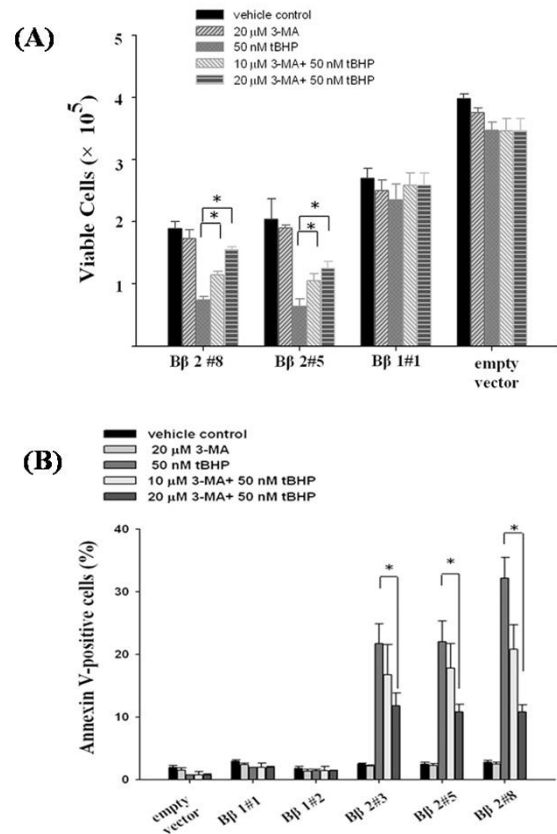 (A)
vehicle control
20 µM 3-MA
50 nM tBHP
10 µM 3-MA+ 50 nM tBHP
20 µM 3-MA+ 50 nM tBHP
Viable Cells (× 10⁵)
5
4
3
2
1
* * * *
Bβ 2 #8 Bβ 2#5 Bβ 1#1 empty vector
(B)
vehicle control
20 µM 3-MA
50 nM tBHP
10 µM 3-MA+ 50 nM tBHP
20 µM 3-MA+ 50 nM tBHP
Annexin V-positive cells (%)
40
30
20
10
0
* * *
empty vector Bβ 1#1 Bβ 1#2 Bβ 2#3 Bβ 2#5 Bβ 2#8